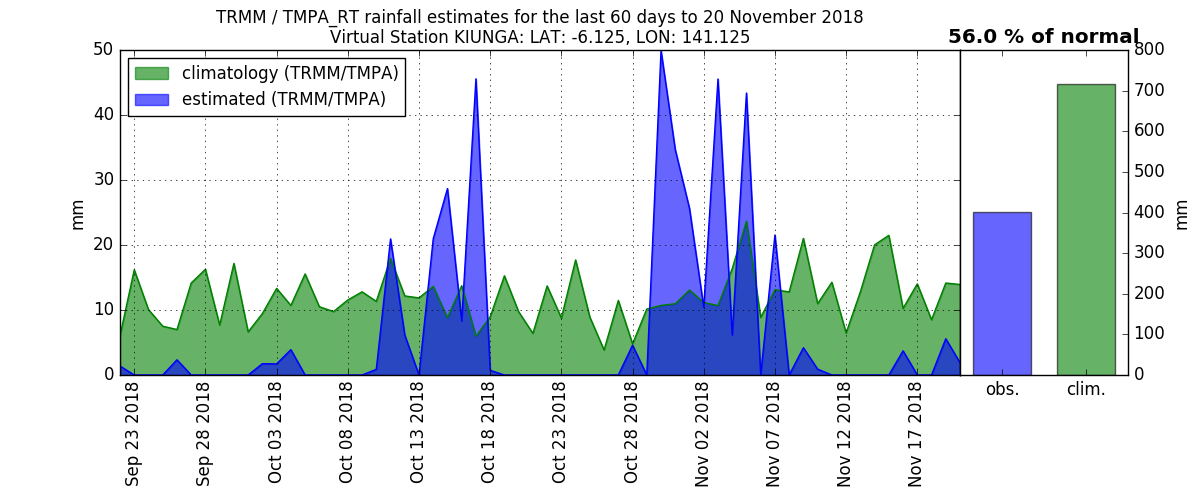 TRMM / TMPA_RT rainfall estimates for the last 60 days to 20 November 2018
Virtual Station KIUNGA: LAT: -6.125, LON: 141.125
56.0 % of normal
climatology (TRMM/TMPA)
estimated (TRMM/TMPA)
mm
50
40
30
20
10
0
Sep 23 2018
Sep 28 2018
Oct 03 2018
Oct 08 2018
Oct 13 2018
Oct 18 2018
Oct 23 2018
Oct 28 2018
Nov 02 2018
Nov 07 2018
Nov 12 2018
Nov 17 2018
obs.
clim.
800
700
600
500
400
300
200
100
0
mm